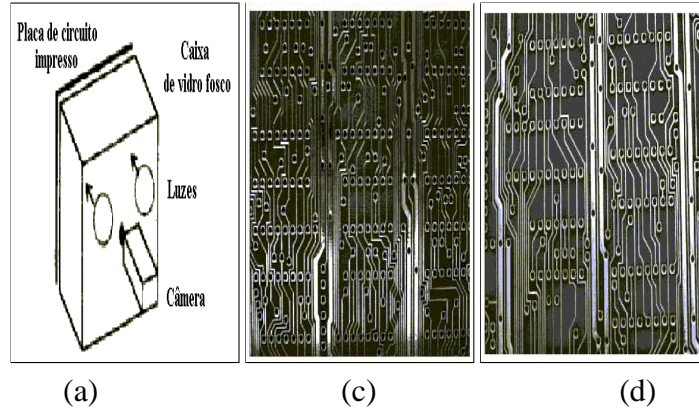 Placa de circuito
impresso
Caixa
de vidro fosco
Luzes
Câmera
(a)
(c)
(d)